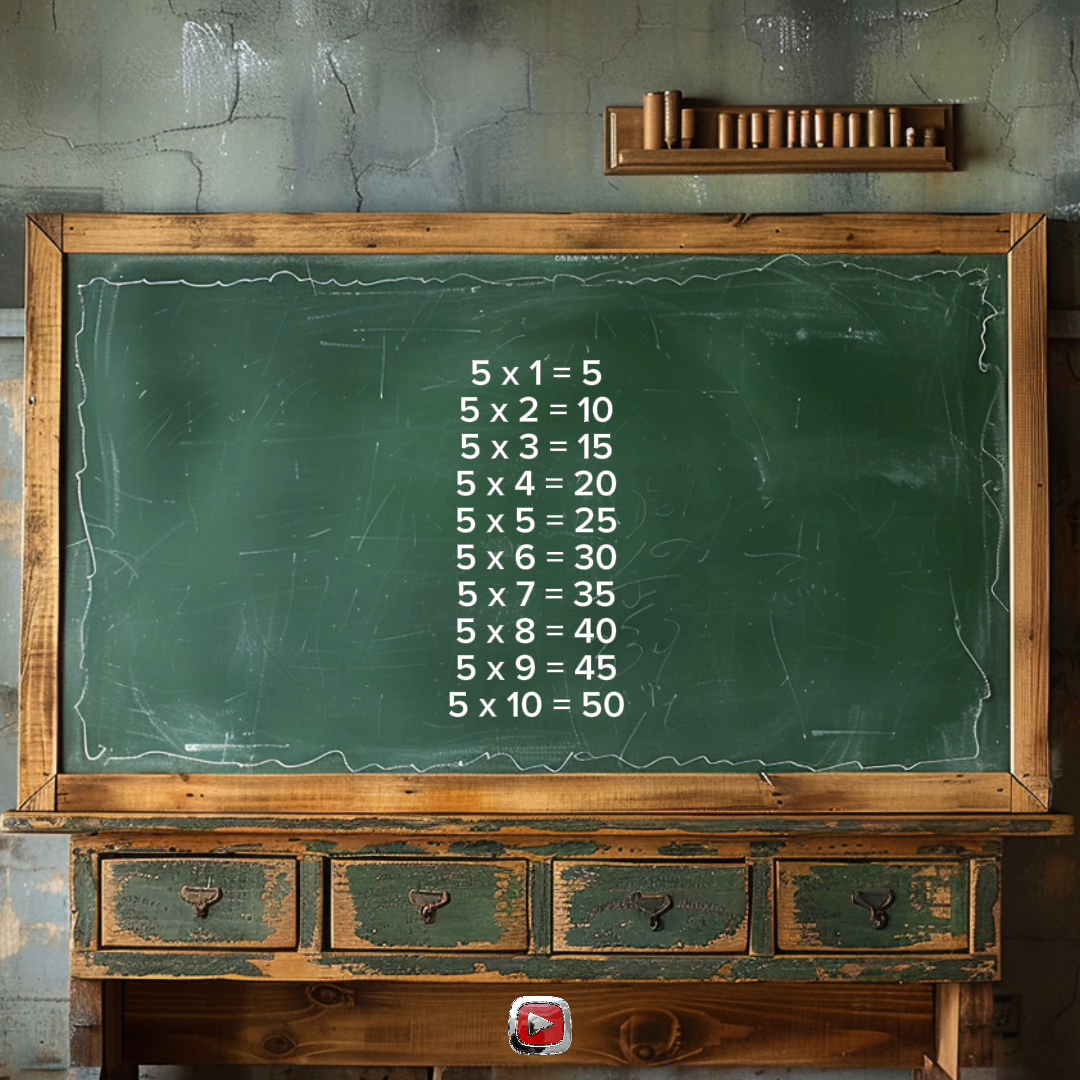 5 x 1 = 5
5 x 2 = 10
5 x 3 = 15
5 x 4 = 20
5 x 5 = 25
5 x 6 = 30
5 x 7 = 35
5 x 8 = 40
5 x 9 = 45
5 x 10 = 50